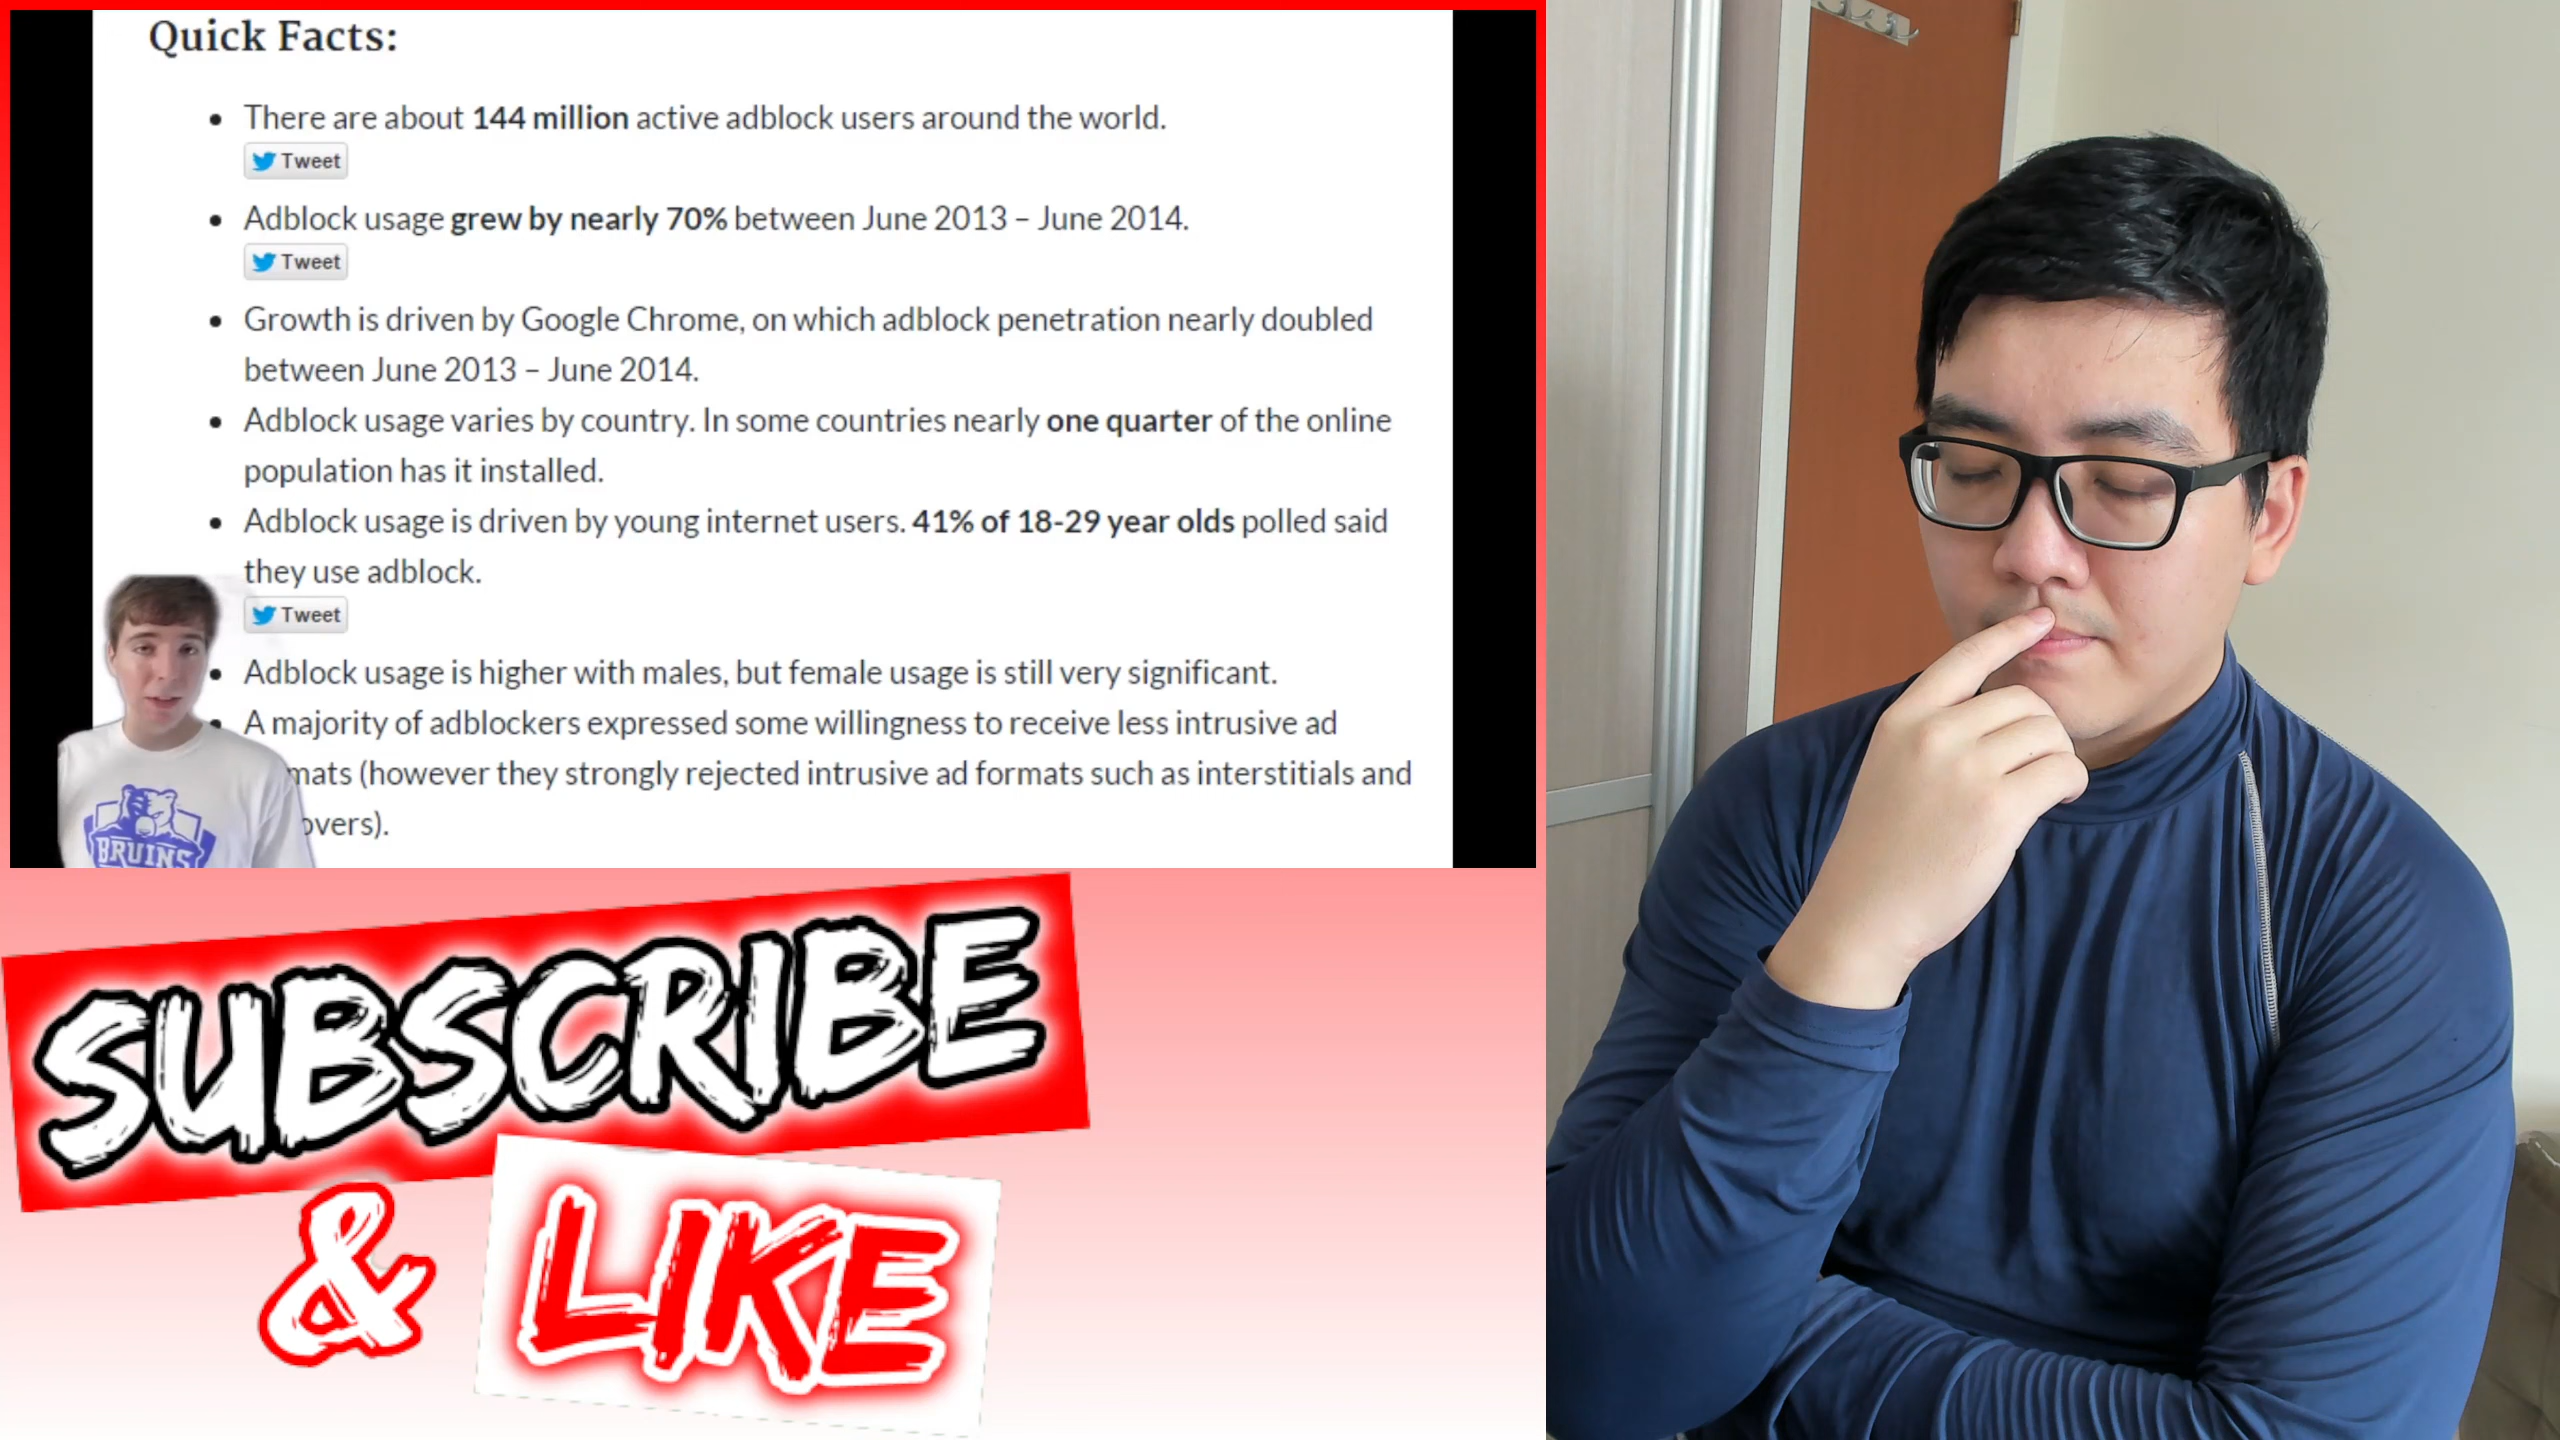 Quick Facts:
There are about 144 million active adblock users around the world.
Tweet
Adblock usage grew by nearly 70% between June 2013 – June 2014.
Tweet
Growth is driven by Google Chrome, on which adblock penetration nearly doubled
between June 2013 – June 2014.
Adblock usage varies by country. In some countries nearly one quarter of the online
population has it installed.
Adblock usage is driven by young internet users. 41% of 18-29 year olds polled said
they use adblock.
Tweet
Adblock usage is higher with males, but female usage is still very significant.
A majority of adblockers expressed some willingness to receive less intrusive ad
mats (however they strongly rejected intrusive ad formats such as interstitials and
overs).
BRUINS
SUBSCRIBE
& LIKE